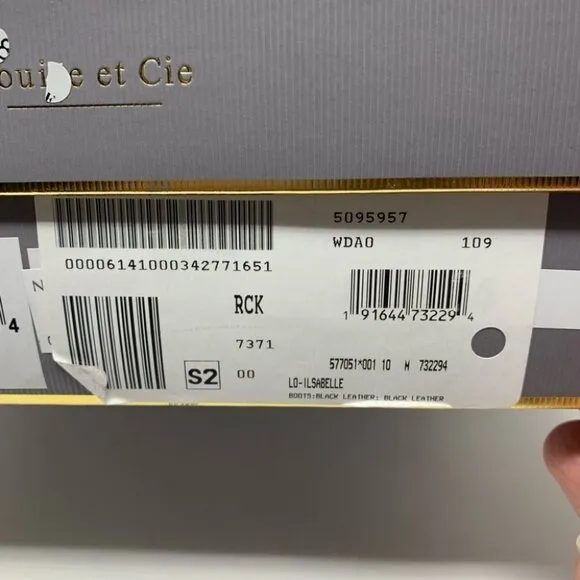 et Cie
5095957
WDAO 109
00006141000342771651
RCK
1 91644 73229 4
7371
S2 00
577051*001 10 M 732294
LO-ILSABELLE
BOOTS:BLACK LEATHER; BLACK LEATHER
N
4